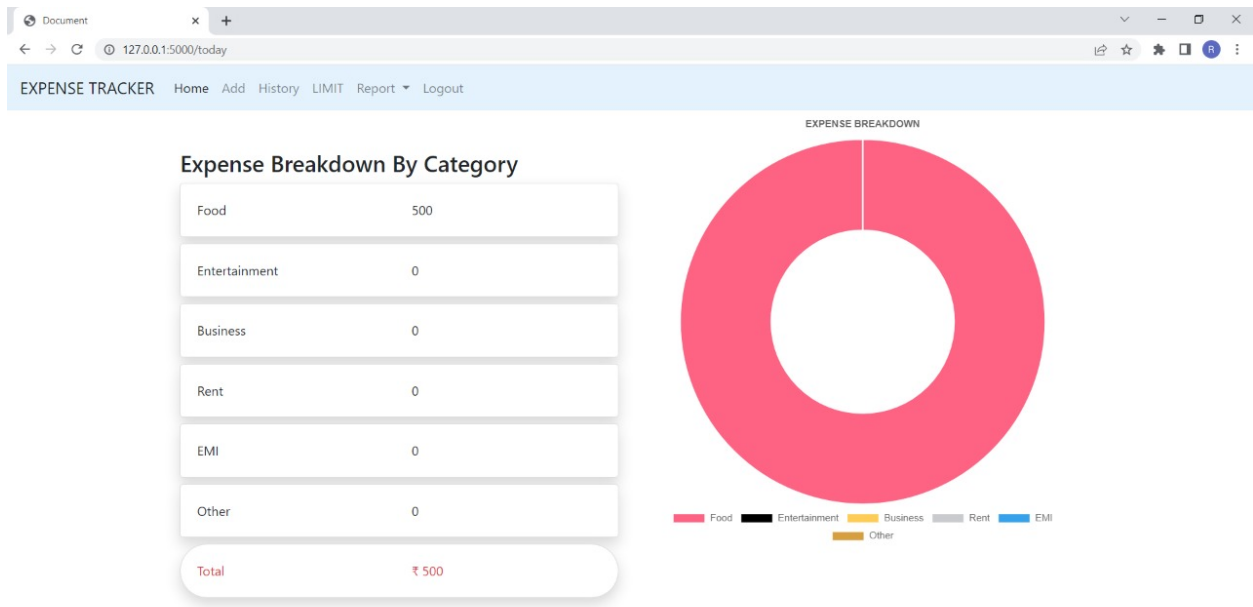 Document
127.0.0.1:5000/today
R
EXPENSE TRACKER Home Add History LIMIT Report Logout
Expense Breakdown By Category
Food 500
Entertainment 0
Business 0
Rent 0
EMI 0
Other 0
Total ₹ 500
EXPENSE BREAKDOWN
Food Entertainment Business Rent EMI
Other